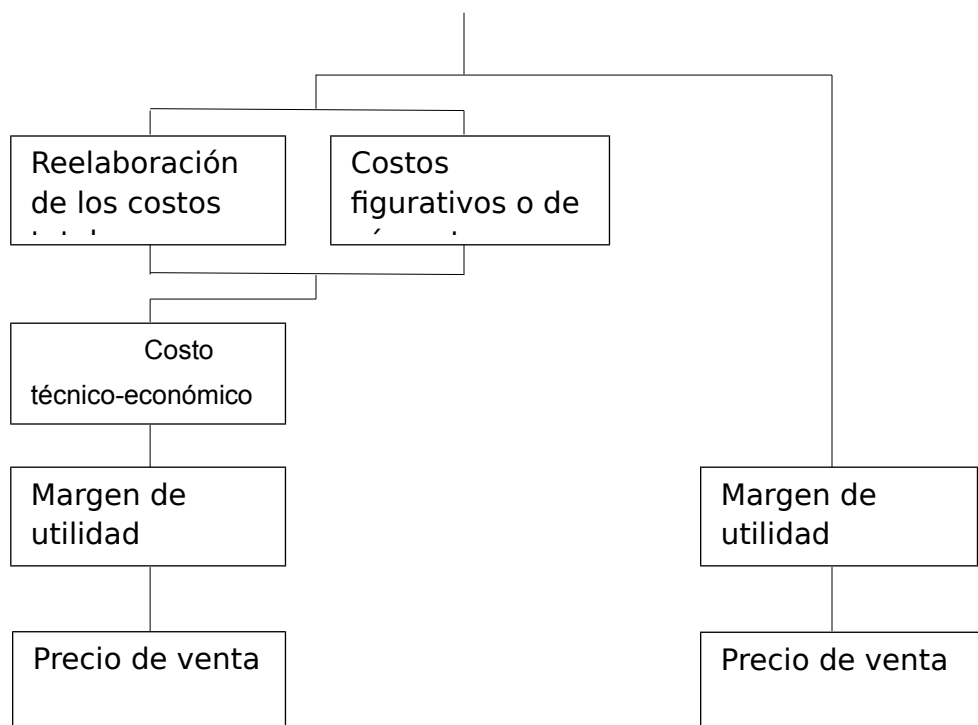 Reelaboración
de los costos
Costos
figurativos o de
Costo
técnico-económico
Margen de
utilidad
Margen de
utilidad
Precio de venta
Precio de venta